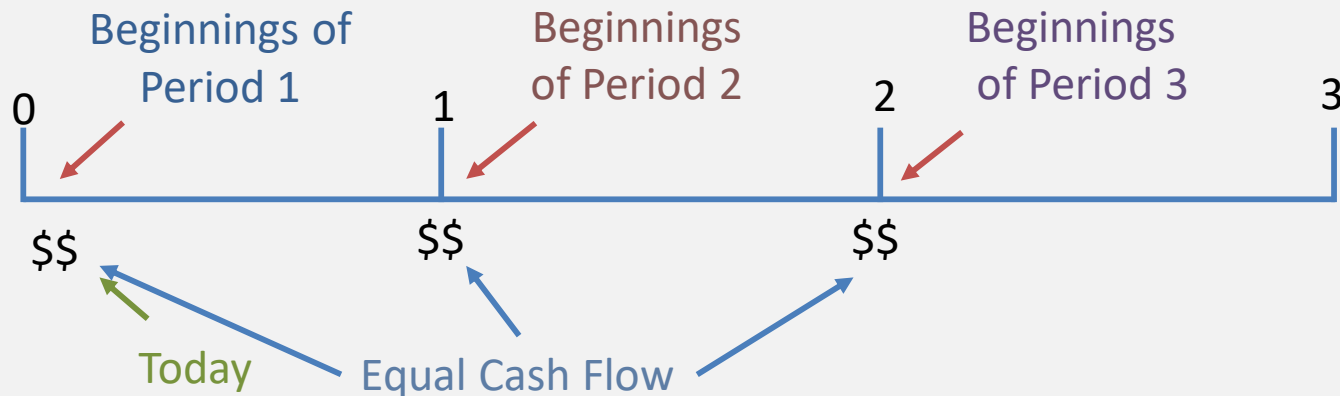 Beginnings of
Period 1
Beginnings
of Period 2
Beginnings
of Period 3
0
1
2
3
$$
$$
$$
Today
Equal Cash Flow